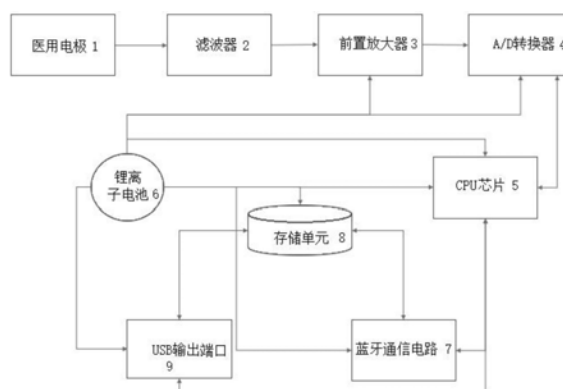 医用电极 1
滤波器 2
前置放大器 3
A/D转换器 4
锂离
子电池 6
CPU芯片 5
存储单元 8
USB输出端口
9
蓝牙通信电路 7